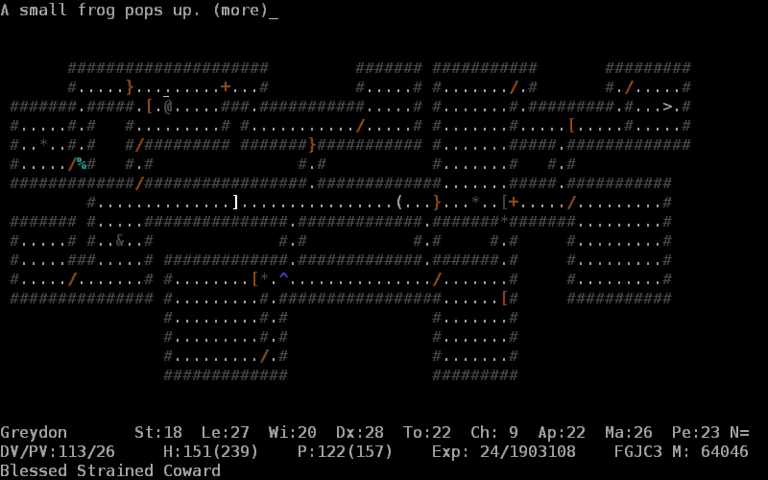 A small frog pops up. (more)_
Greydon St:18 Le:27 Wi:20 Dx:28 To:22 Ch: 9 Ap:22 Ma:26 Pe:23 N=
DV/PV:113/26 H:151(239) P:122(157) Exp: 24/1903108 FGJC3 M: 64046
Blessed Strained Coward